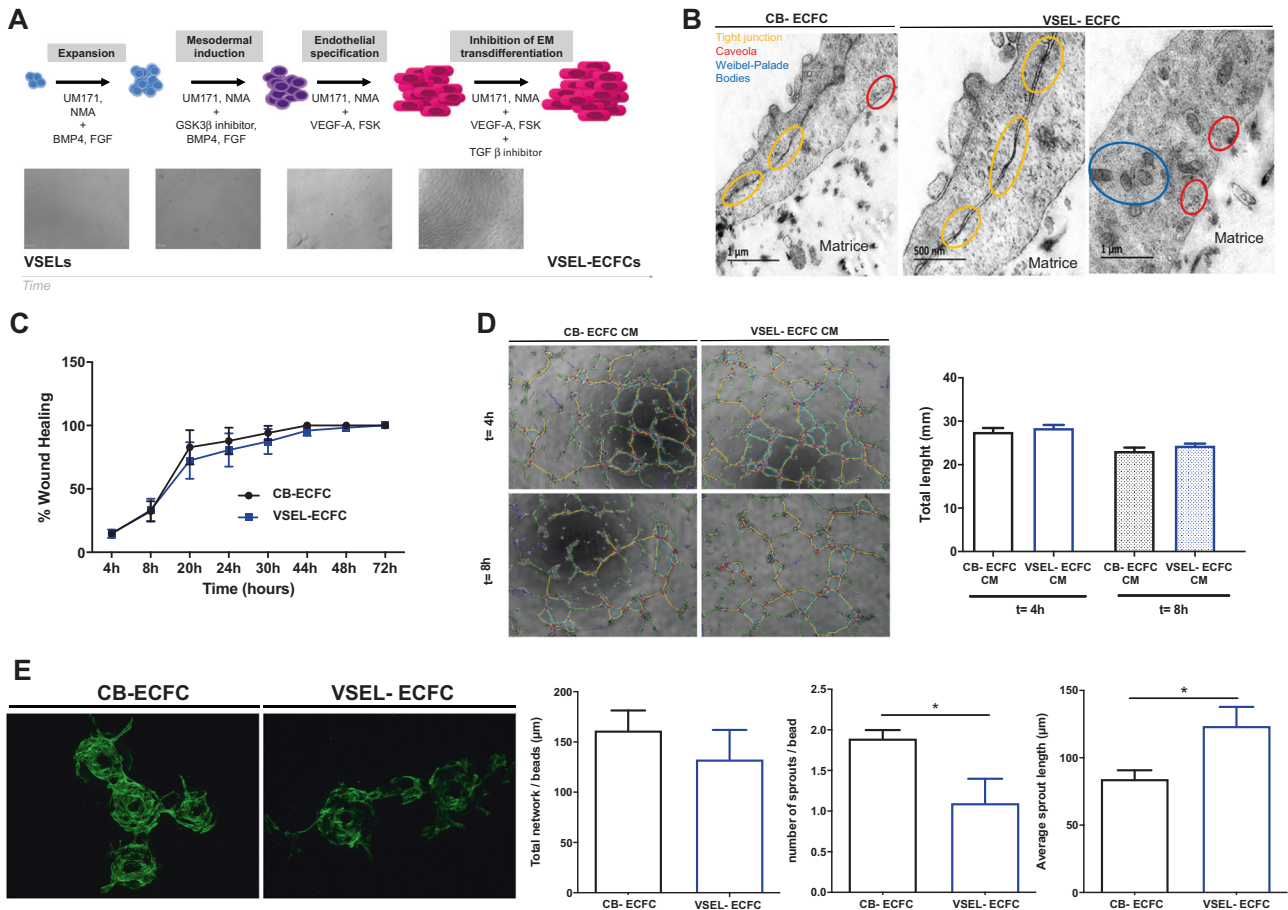 A
Expansion
Mesodermal
induction
Endothelial
specification
Inhibition of EM
transdifferentiation
UM171,
NMA
+
BMP4, FGF
UM171, NMA
+
GSK3β inhibitor,
BMP4, FGF
UM171, NMA
+
VEGF-A, FSK
UM171, NMA
+
VEGF-A, FSK
+
TGF β inhibitor
VSELs
VSEL-ECFCs
Time
B
CB- ECFC
VSEL- ECFC
Tight junction
Caveola
Weibel-Palade
Bodies
1 µm
Matrice
500 nm
Matrice
1 µm
Matrice
C
% Wound Healing
150
100
50
0
CB-ECFC
VSEL-ECFC
4h 8h 20h 24h 30h 44h 48h 72h
Time (hours)
D
CB- ECFC CM
VSEL- ECFC CM
t= 4h
t= 8h
Total lenght (mm)
40
30
20
10
0
CB- ECFC
CM
VSEL- ECFC
CM
CB- ECFC
CM
VSEL- ECFC
CM
t= 4h
t= 8h
E
CB-ECFC
VSEL- ECFC
Total network / beads (µm)
200
150
100
50
0
CB- ECFC
VSEL- ECFC
number of sprouts / bead
2.5
2.0
1.5
1.0
0.5
0.0
*
CB- ECFC
VSEL- ECFC
Average sprout length (µm)
150
100
50
0
*
CB- ECFC
VSEL- ECFC